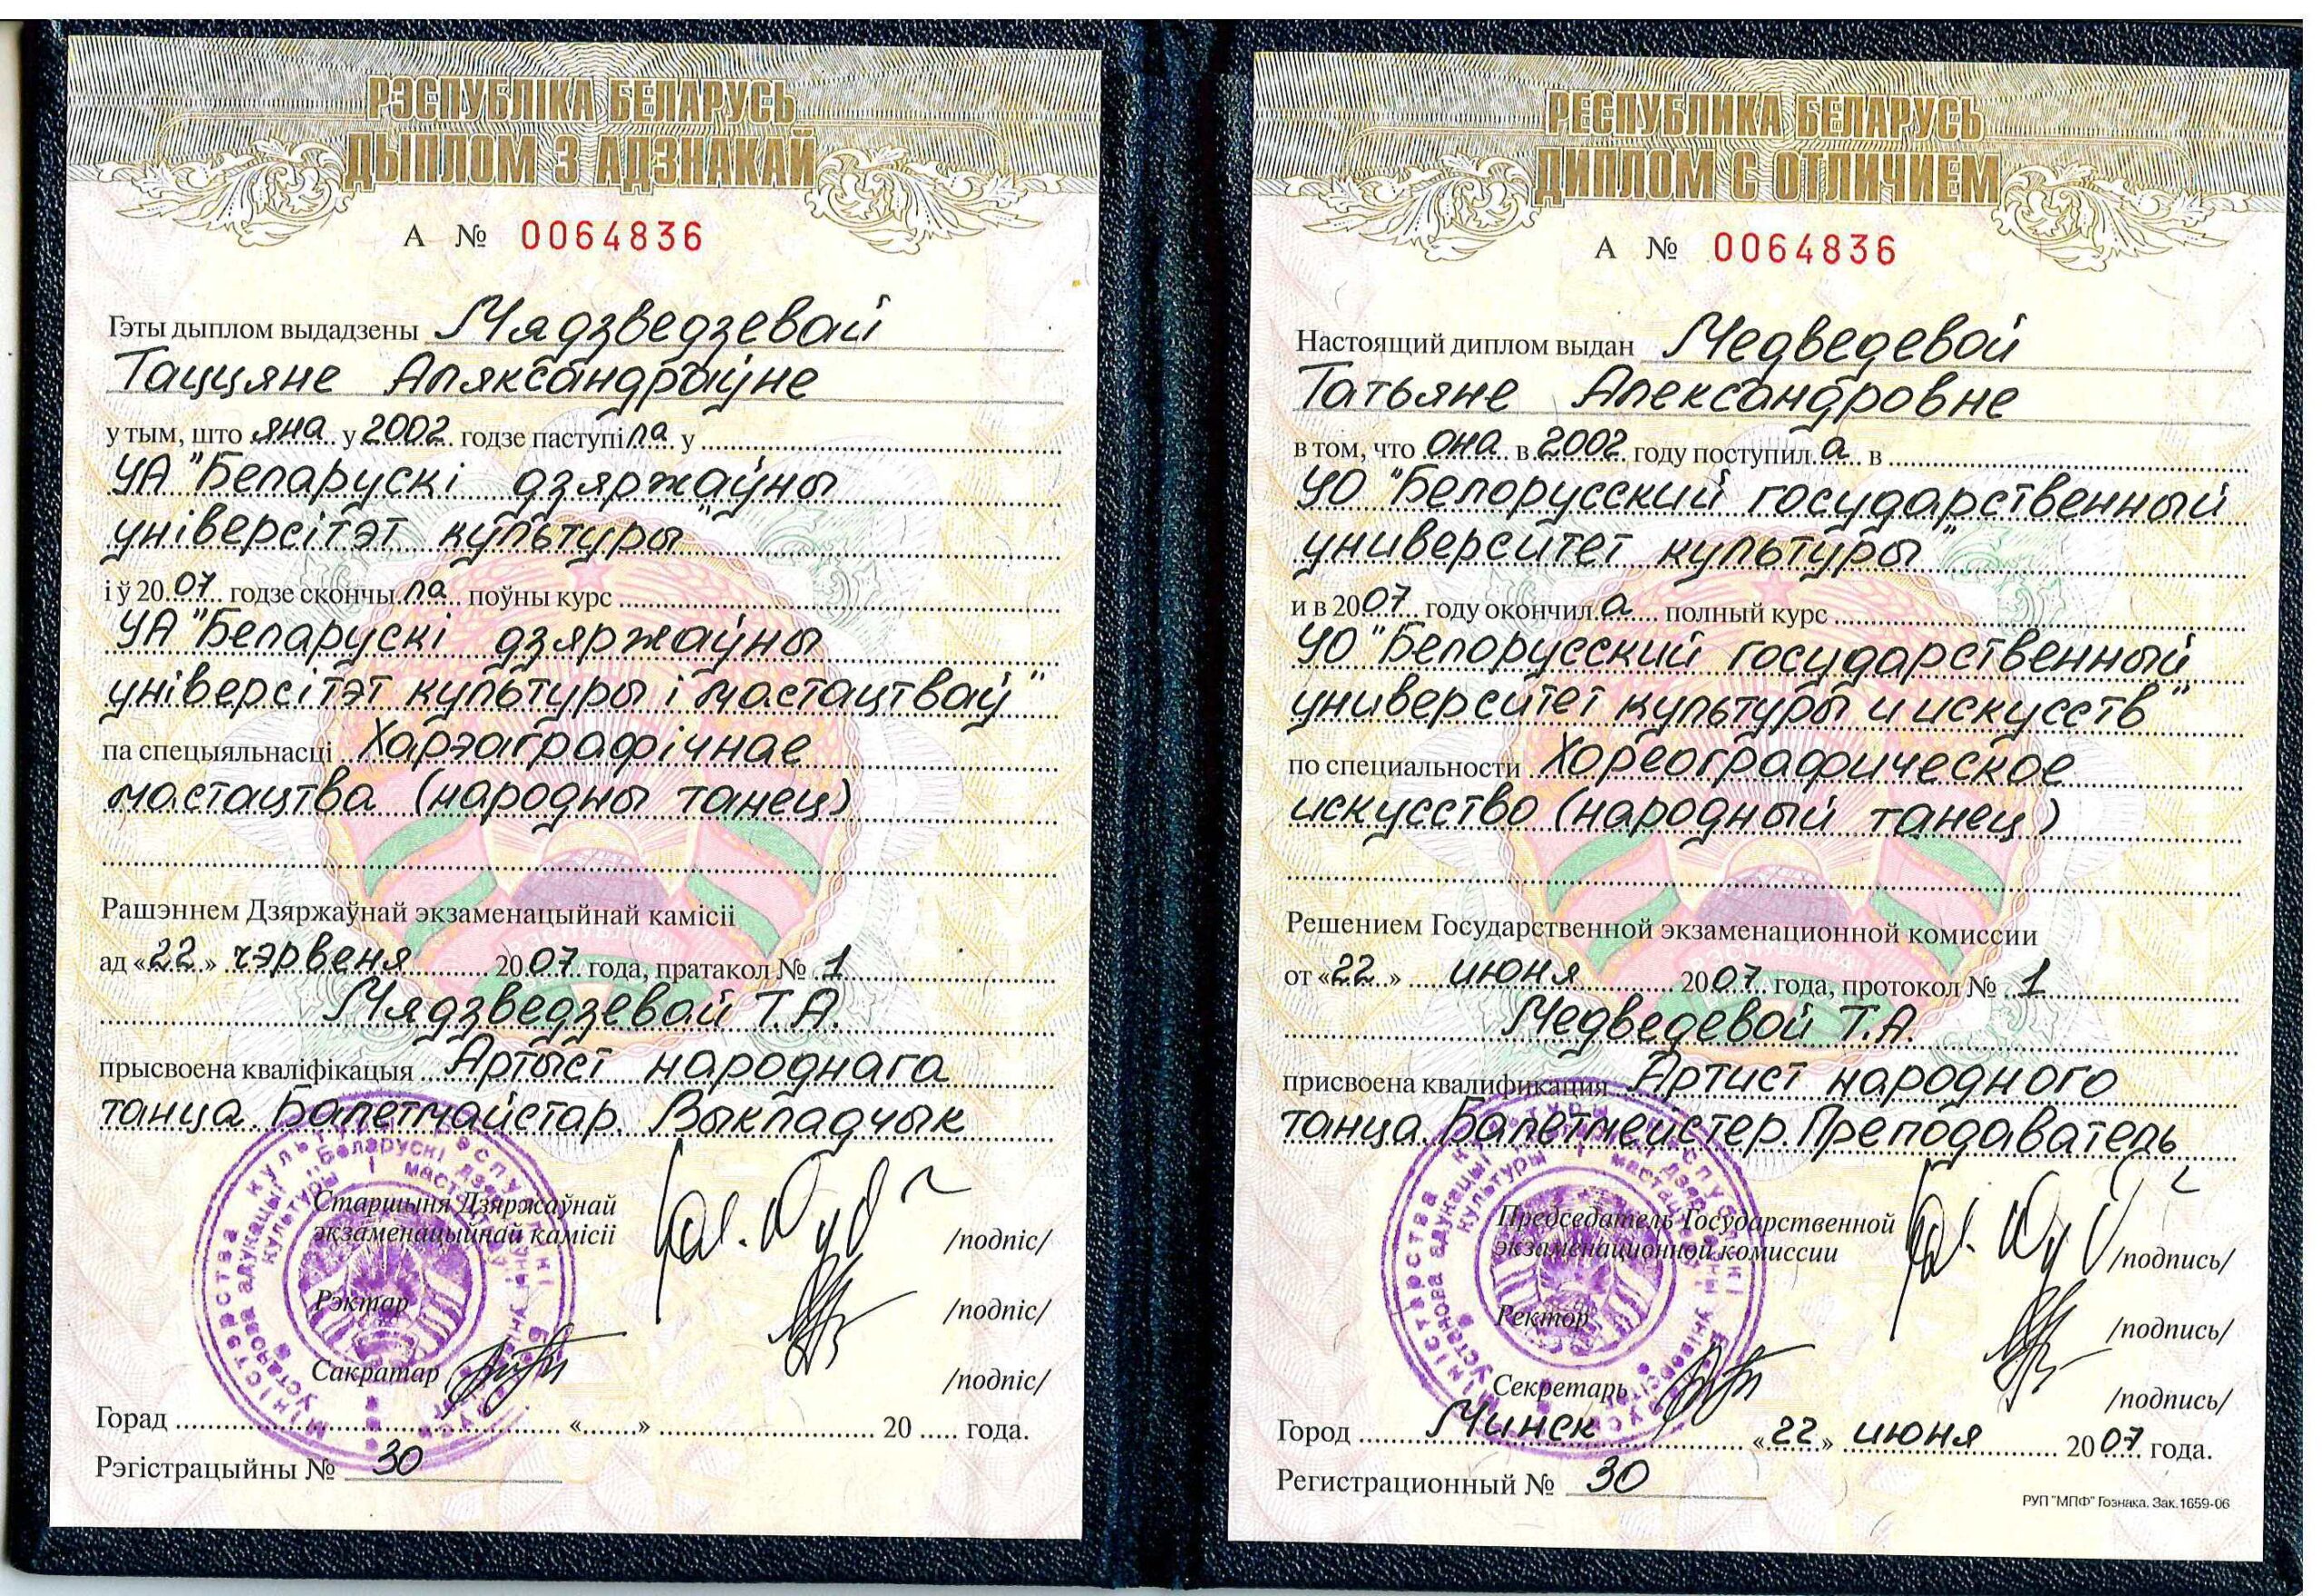 РЭСПУБЛІКА БЕЛАРУСЬ
ДЫПЛОМ З АДЗНАКАЙ
А № 0064836
Гэты дыплом выдадзены Мядзведзевай
Таццяне Аляксандраўне
у тым, што яна у 2002 годзе паступіла у
УА "Беларускі дзяржаўны
універсітэт культуры"
і ў 2007 годзе скончыла поўны курс
УА "Беларускі дзяржаўны
універсітэт культуры і мастацтваў"
па спецыяльнасці Харэаграфічнае
мастацтва (народны танец)
Рашэннем Дзяржаўнай экзаменацыйнай камісіі
ад «22» чэрвеня 2007 года, пратакол № 1
Мядзведзевай Т.А.
прысвоена кваліфікацыя Артыст народнага
танца. Балетмайстар. Выкладчык
Старшыня Дзяржаўнай
экзаменацыйнай камісіі /подпіс/
Рэктар /подпіс/
Сакратар /подпіс/
Горад «......» 20 ..... года.
Рэгістрацыйны № 30
РЕСПУБЛИКА БЕЛАРУСЬ
ДИПЛОМ С ОТЛИЧИЕМ
А № 0064836
Настоящий диплом выдан Медведевой
Татьяне Александровне
в том, что она в 2002 году поступила в
УО "Белорусский государственный
университет культуры"
и в 2007 году окончила полный курс
УО "Белорусский государственный
университет культуры и искусств"
по специальности Хореографическое
искусство (народный танец)
Решением Государственной экзаменационной комиссии
от «22» июня 2007 года, протокол № 1
Медведевой Т.А.
присвоена квалификация Артист народного
танца. Балетмейстер. Преподаватель
Председатель Государственной
экзаменационной комиссии /подпись/
Ректор /подпись/
Секретарь /подпись/
Город Минск «22» июня 2007 года.
Регистрационный № 30
РУП "МПФ" Гознака. Зак. 1659-06